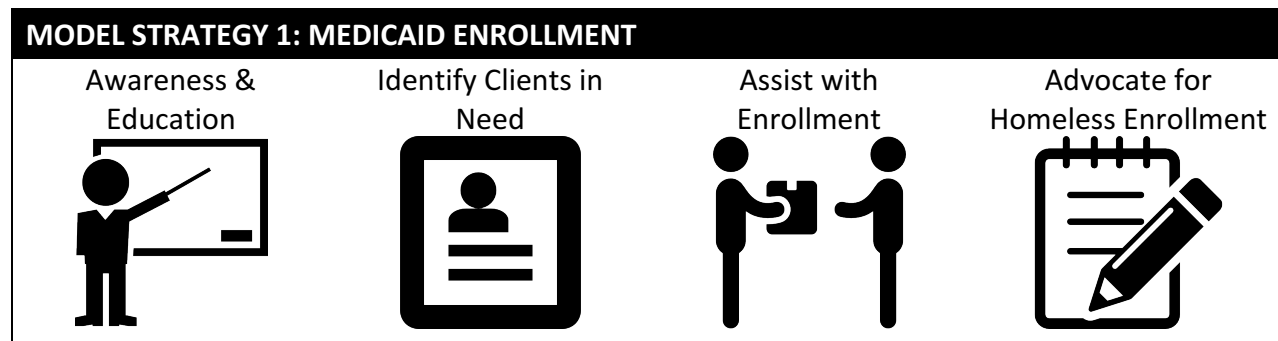 MODEL STRATEGY 1: MEDICAID ENROLLMENT
Awareness &
Education
Identify Clients in
Need
Assist with
Enrollment
Advocate for
Homeless Enrollment